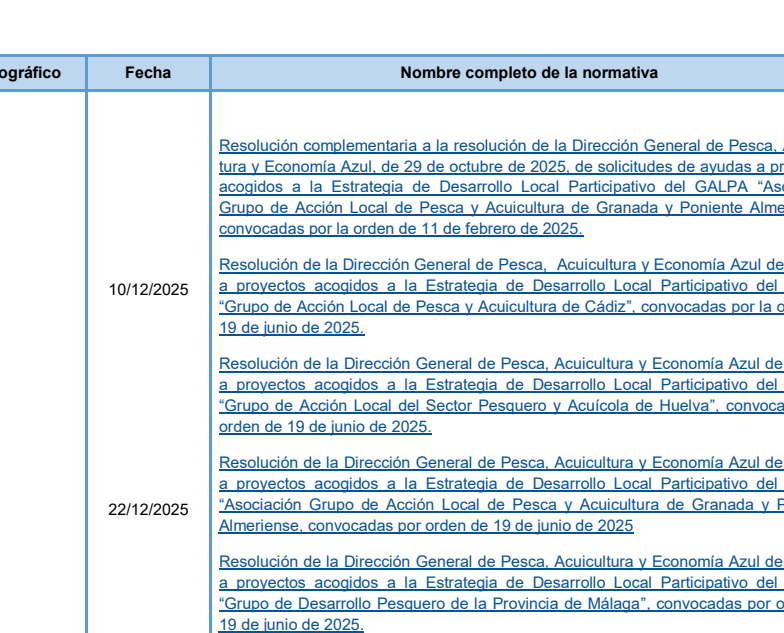 ográfico
Fecha
Nombre completo de la normativa
Resolución complementaria a la resolución de la Dirección General de Pesca,
tura y Economía Azul, de 29 de octubre de 2025, de solicitudes de ayudas a
acogidos a la Estrategia de Desarrollo Local Participativo del GALPA
Grupo de Acción Local de Pesca y Acuicultura de Granada y Poniente
convocadas por la orden de 11 de febrero de 2025.
10/12/2025
Resolución de la Dirección General de Pesca, Acuicultura y Economía Azul de
a proyectos acogidos a la Estrategia de Desarrollo Local Participativo del
“Grupo de Acción Local de Pesca y Acuicultura de Cádiz”, convocadas por la
19 de junio de 2025.
Resolución de la Dirección General de Pesca, Acuicultura y Economía Azul de
a proyectos acogidos a la Estrategia de Desarrollo Local Participativo del
“Grupo de Acción Local del Sector Pesquero y Acuícola de Huelva”,
orden de 19 de junio de 2025.
22/12/2025
Resolución de la Dirección General de Pesca, Acuicultura y Economía Azul de
a proyectos acogidos a la Estrategia de Desarrollo Local Participativo del
“Asociación Grupo de Acción Local de Pesca y Acuicultura de Granada y
Almeriense, convocadas por orden de 19 de junio de 2025
Resolución de la Dirección General de Pesca, Acuicultura y Economía Azul de
a proyectos acogidos a la Estrategia de Desarrollo Local Participativo del
“Grupo de Desarrollo Pesquero de la Provincia de Málaga”, convocadas por
19 de junio de 2025.